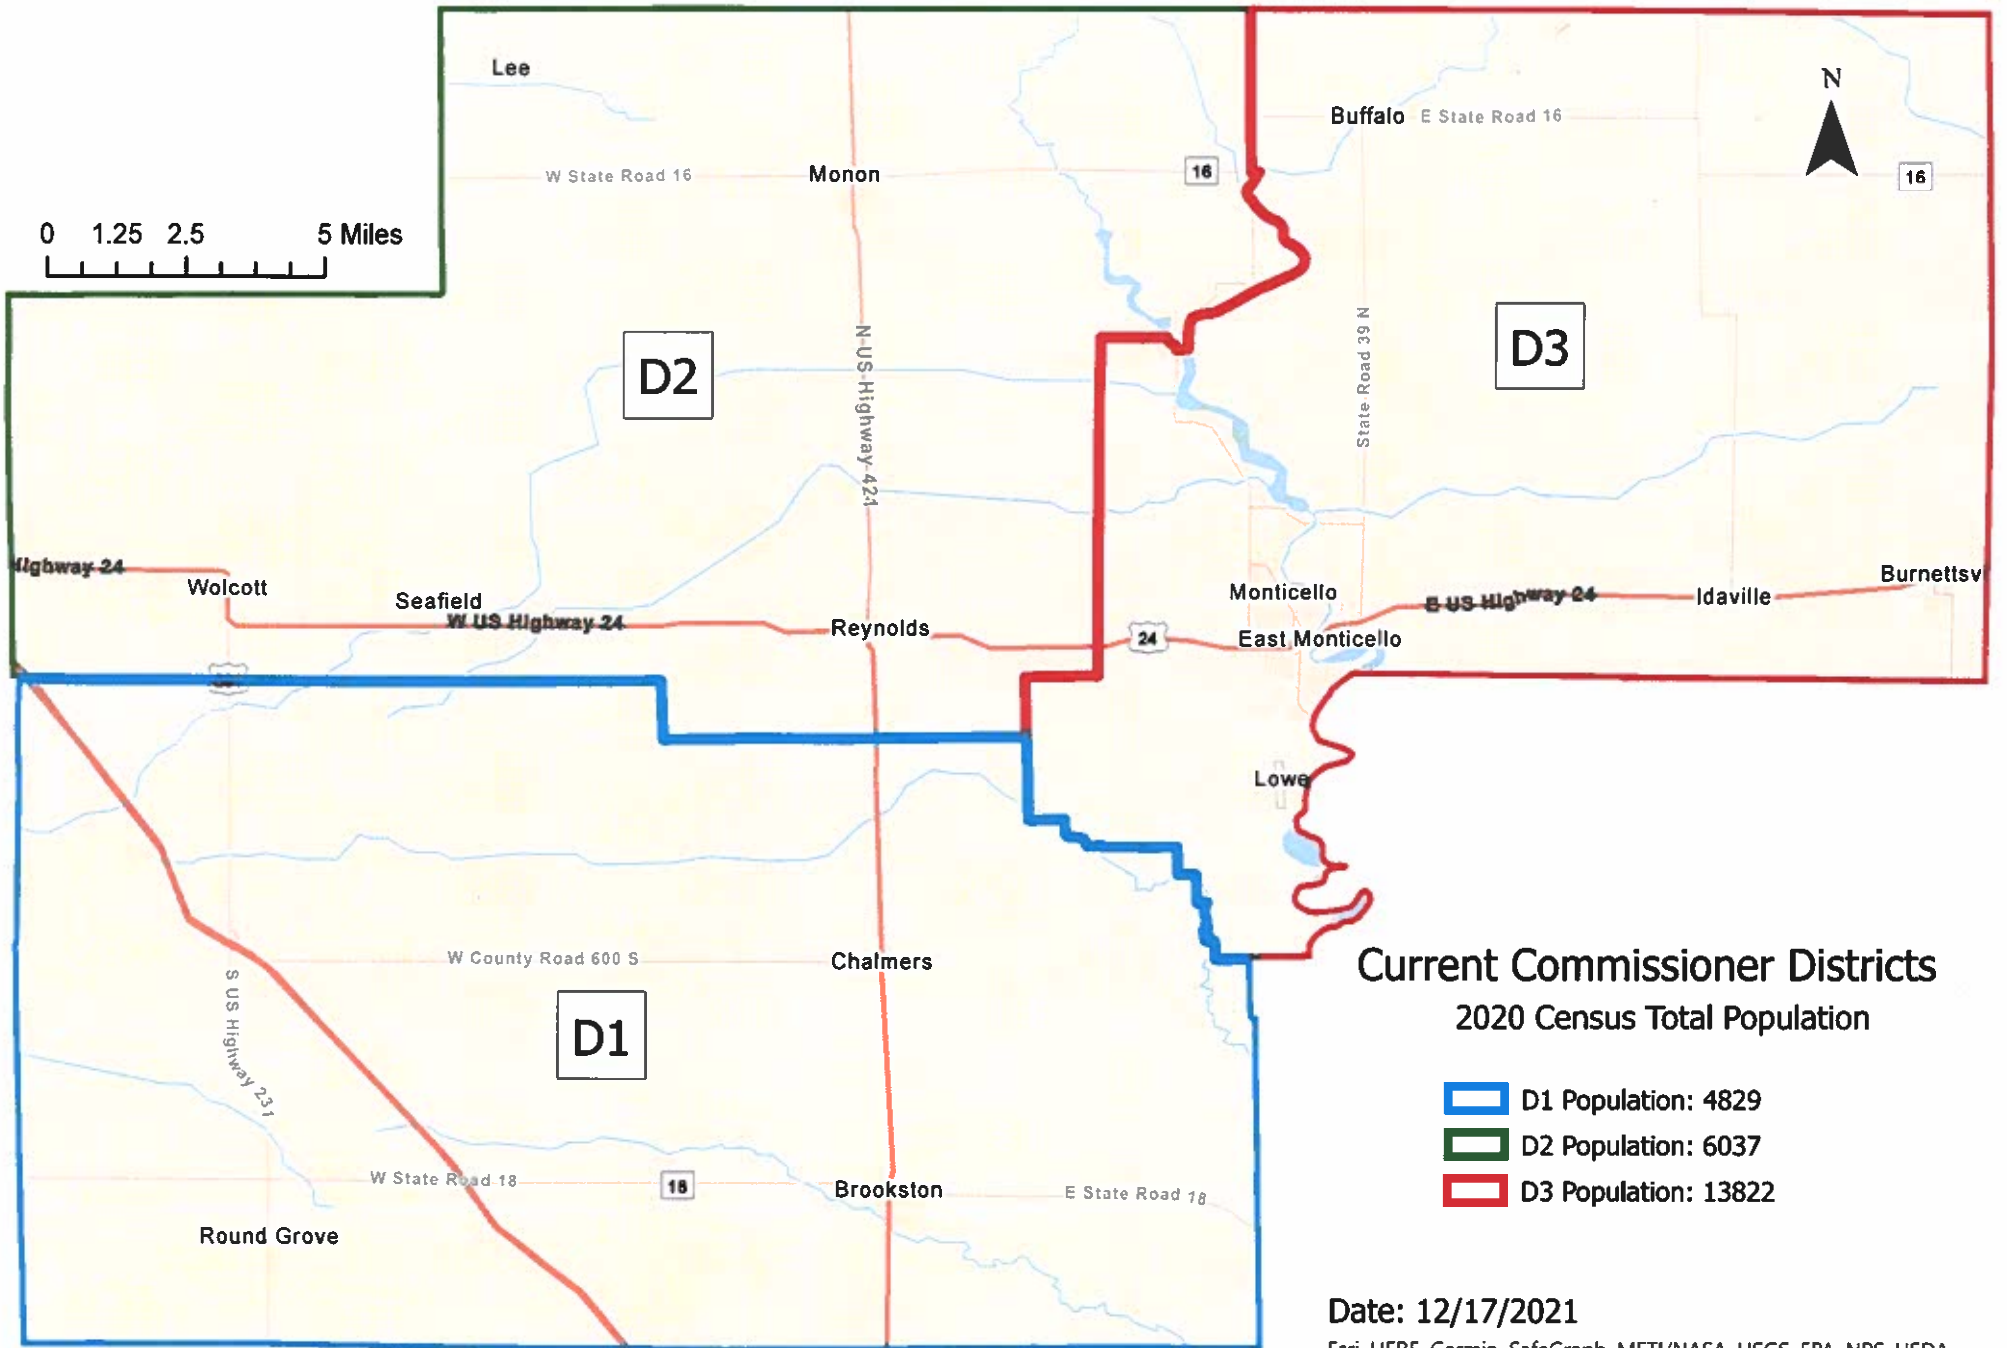 Lee
N
Buffalo
E State Road 16
W State Road 16
Monon
16
16
0 1.25 2.5 5 Miles
D2
D3
N US Highway 421
State Road 39 N
Highway 24
Wolcott
Seafield
W US Highway 24
Reynolds
24
Monticello
East Monticello
E US Highway 24
Idaville
Burnettsv
Lowe
W County Road 600 S
Chalmers
S US Highway 231
D1
W State Road 18
18
Brookston
E State Road 18
Round Grove
Current Commissioner Districts
2020 Census Total Population
D1 Population: 4829
D2 Population: 6037
D3 Population: 13822
Date: 12/17/2021